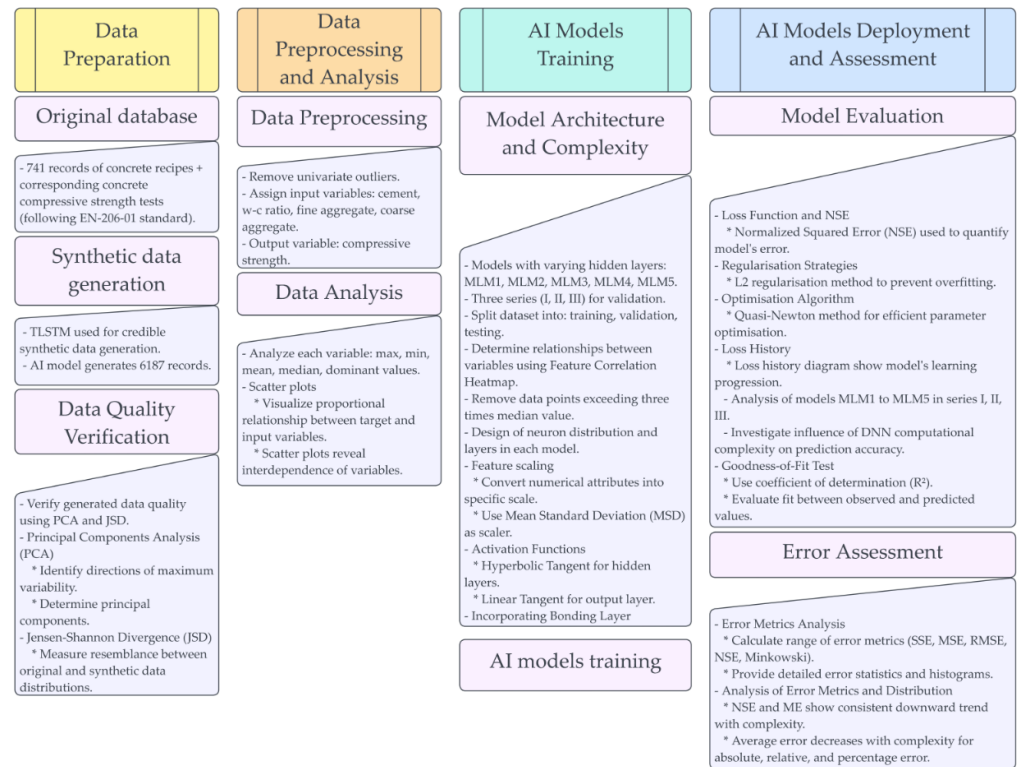 Data
Preparation
Original database
- 741 records of concrete recipes +
corresponding concrete
compressive strength tests
(following EN-206-01 standard).
Synthetic data
generation
- TLSTM used for credible
synthetic data generation.
- AI model generates 6187 records.
Data Quality
Verification
- Verify generated data quality
using PCA and JSD.
- Principal Components Analysis
(PCA)
* Identify directions of maximum
variability.
* Determine principal
components.
- Jensen-Shannon Divergence (JSD)
* Measure resemblance between
original and synthetic data
distributions.
Data
Preprocessing
and Analysis
Data Preprocessing
- Remove univariate outliers.
- Assign input variables: cement,
w-c ratio, fine aggregate, coarse
aggregate.
- Output variable: compressive
strength.
Data Analysis
- Analyze each variable: max, min,
mean, median, dominant values.
- Scatter plots
* Visualize proportional
relationship between target and
input variables.
* Scatter plots reveal
interdependence of variables.
AI Models
Training
Model Architecture
and Complexity
- Models with varying hidden layers:
MLM1, MLM2, MLM3, MLM4, MLM5.
- Three series (I, II, III) for validation.
- Split dataset into: training, validation,
testing.
- Determine relationships between
variables using Feature Correlation
Heatmap.
- Remove data points exceeding three
times median value.
- Design of neuron distribution and
layers in each model.
- Feature scaling
* Convert numerical attributes into
specific scale.
* Use Mean Standard Deviation (MSD)
as scaler.
- Activation Functions
* Hyperbolic Tangent for hidden
layers.
* Linear Tangent for output layer.
- Incorporating Bonding Layer
AI models training
AI Models Deployment
and Assessment
Model Evaluation
- Loss Function and NSE
* Normalized Squared Error (NSE) used to quantify
model's error.
- Regularisation Strategies
* L2 regularisation method to prevent overfitting.
- Optimisation Algorithm
* Quasi-Newton method for efficient parameter
optimisation.
- Loss History
* Loss history diagram show model's learning
progression.
- Analysis of models MLM1 to MLM5 in series I, II,
III.
- Investigate influence of DNN computational
complexity on prediction accuracy.
- Goodness-of-Fit Test
* Use coefficient of determination (R²).
* Evaluate fit between observed and predicted
values.
Error Assessment
- Error Metrics Analysis
* Calculate range of error metrics (SSE, MSE, RMSE,
NSE, Minkowski).
* Provide detailed error statistics and histograms.
- Analysis of Error Metrics and Distribution
* NSE and ME show consistent downward trend
with complexity.
* Average error decreases with complexity for
absolute, relative, and percentage error.